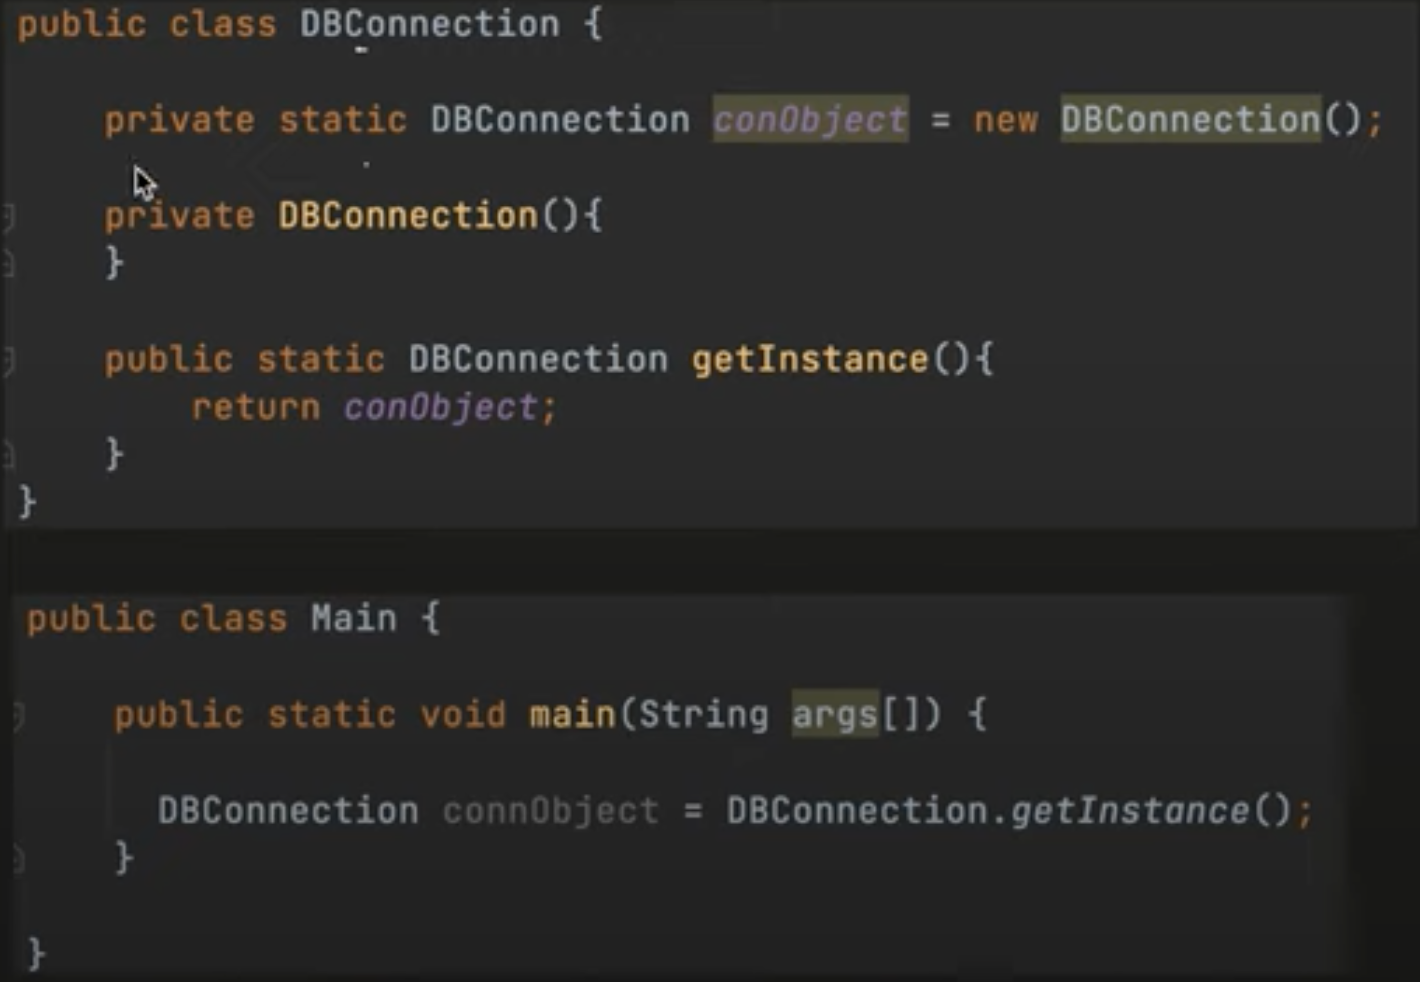 public class DBConnection {
private static DBConnection conObject = new DBConnection();
private DBConnection(){
}
public static DBConnection getInstance(){
return conObject;
}
}
public class Main {
public static void main(String args[]) {
DBConnection connObject = DBConnection.getInstance();
}
}